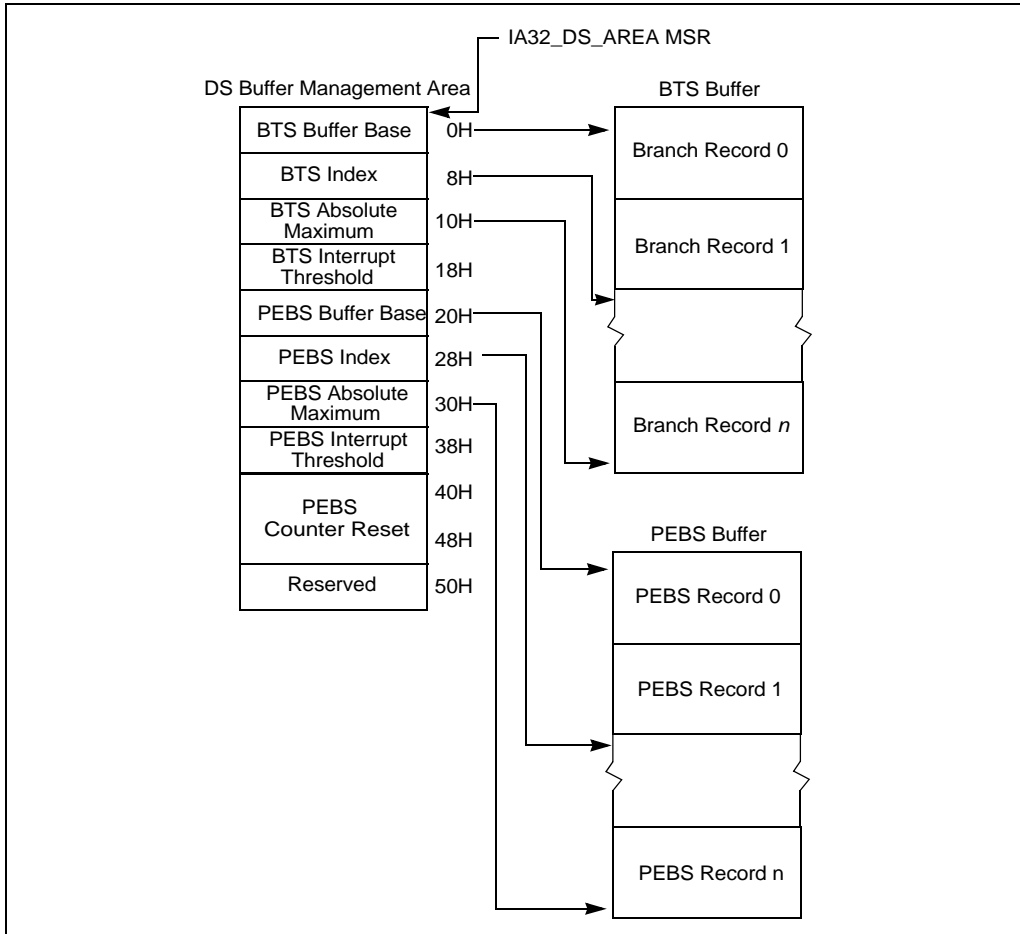 IA32_DS_AREA MSR
DS Buffer Management Area
BTS Buffer Base 0H
BTS Index 8H
BTS Absolute
Maximum 10H
BTS Interrupt
Threshold 18H
PEBS Buffer Base 20H
PEBS Index 28H
PEBS Absolute
Maximum 30H
PEBS Interrupt
Threshold 38H
40H
PEBS
Counter Reset
48H
Reserved 50H
BTS Buffer
Branch Record 0
Branch Record 1
Branch Record n
PEBS Buffer
PEBS Record 0
PEBS Record 1
PEBS Record n